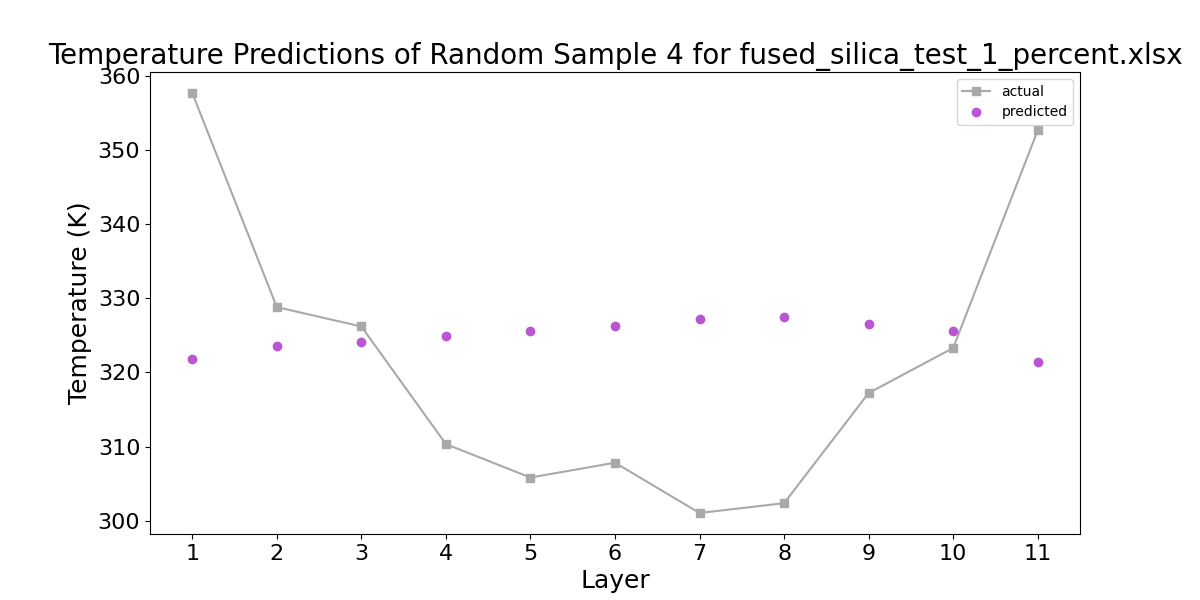 Temperature Predictions of Random Sample 4 for fused_silica_test_1_percent.xlsx
actual
predicted
Temperature (K)
360
350
340
330
320
310
300
1 2 3 4 5 6 7 8 9 10 11
Layer